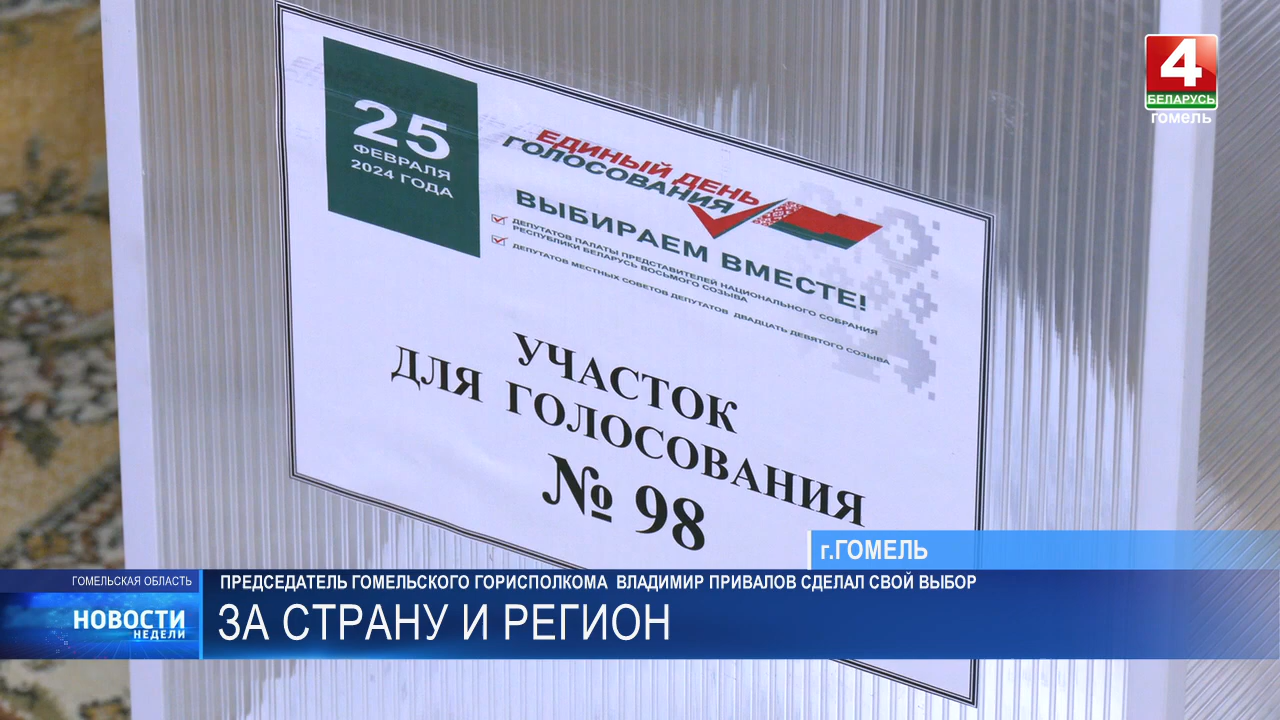 4
БЕЛАРУСЬ
гомель
25
ФЕВРАЛЯ
2024 ГОДА
ЕДИНЫЙ ДЕНЬ
ГОЛОСОВАНИЯ
ВЫБИРАЕМ ВМЕСТЕ!
ДЕПУТАТОВ ПАЛАТЫ ПРЕДСТАВИТЕЛЕЙ НАЦИОНАЛЬНОГО СОБРАНИЯ
РЕСПУБЛИКИ БЕЛАРУСЬ ВОСЬМОГО СОЗЫВА
ДЕПУТАТОВ МЕСТНЫХ СОВЕТОВ ДЕПУТАТОВ ДВАДЦАТЬ ДЕВЯТОГО СОЗЫВА
УЧАСТОК
ДЛЯ ГОЛОСОВАНИЯ
№ 98
г.ГОМЕЛЬ
ГОМЕЛЬСКАЯ ОБЛАСТЬ
НОВОСТИ
НЕДЕЛИ
ПРЕДСЕДАТЕЛЬ ГОМЕЛЬСКОГО ГОРИСПОЛКОМА ВЛАДИМИР ПРИВАЛОВ СДЕЛАЛ СВОЙ ВЫБОР
ЗА СТРАНУ И РЕГИОН